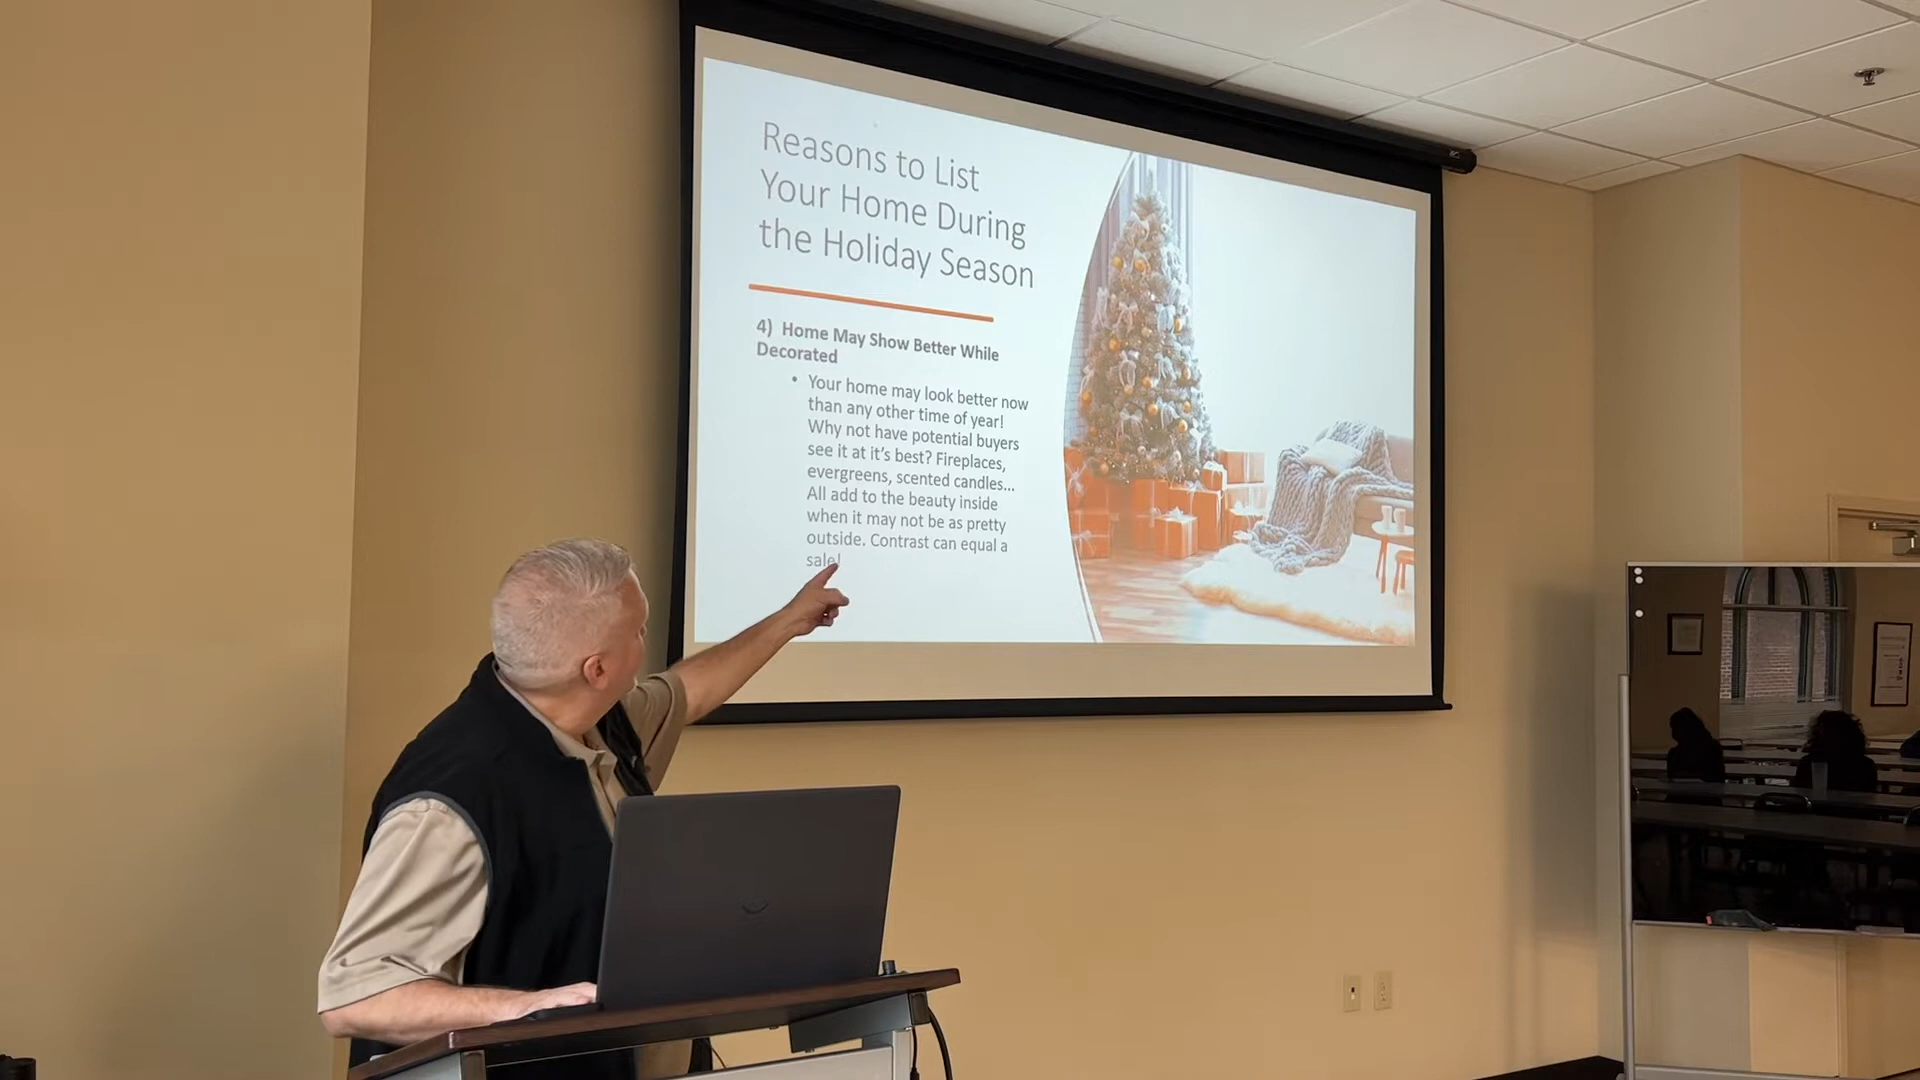 Reasons to List
Your Home During
the Holiday Season
4) Home May Show Better While
Decorated
• Your home may look better now
than any other time of year!
Why not have potential buyers
see it at it's best? Fireplaces,
evergreens, scented candles...
All add to the beauty inside
when it may not be as pretty
outside. Contrast can equal a
sale!